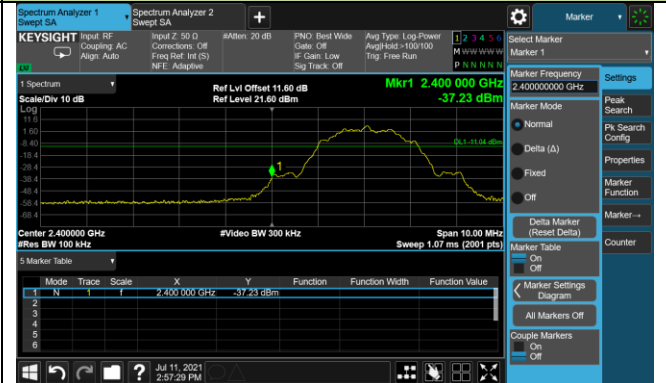 Spectrum Analyzer 1
Swept SA
Spectrum Analyzer 2
Swept SA
+
Marker
KEYSIGHT
Input: RF
Coupling: AC
Align: Auto
Input Z: 50 Ω
Corrections: Off
Freq Ref: Int (S)
NFE: Adaptive
#Atten: 20 dB
PNO: Best Wide
Gate: Off
IF Gain: Low
Sig Track: Off
Avg Type: Log-Power
Avg|Hold:>100/100
Trig: Free Run
1 2 3 4 5 6
M W W W W W
P N N N N N
Select Marker
Marker 1
1 Spectrum
Scale/Div 10 dB
Log
Ref Lvl Offset 11.60 dB
Ref Level 21.60 dBm
Mkr1 2.400 000 GHz
-37.23 dBm
11.6
1.60
-8.40
-18.4
-28.4
-38.4
-48.4
-58.4
-68.4
DL1 -11.04 dBm
1
Center 2.400000 GHz
#Res BW 100 kHz
#Video BW 300 kHz
Span 10.00 MHz
Sweep 1.07 ms (2001 pts)
5 Marker Table
Mode Trace Scale X Y Function Function Width Function Value
1 N 1 f 2.400 000 GHz -37.23 dBm
2
3
4
5
6
Marker Frequency
2.400000000 GHz
Marker Mode
Normal
Delta (Δ)
Fixed
Off
Delta Marker
(Reset Delta)
Marker Table
On
Off
Marker Settings
Diagram
All Markers Off
Couple Markers
On
Off
Settings
Peak
Search
Pk Search
Config
Properties
Marker
Function
Marker→
Counter
?
Jul 11, 2021
2:57:29 PM